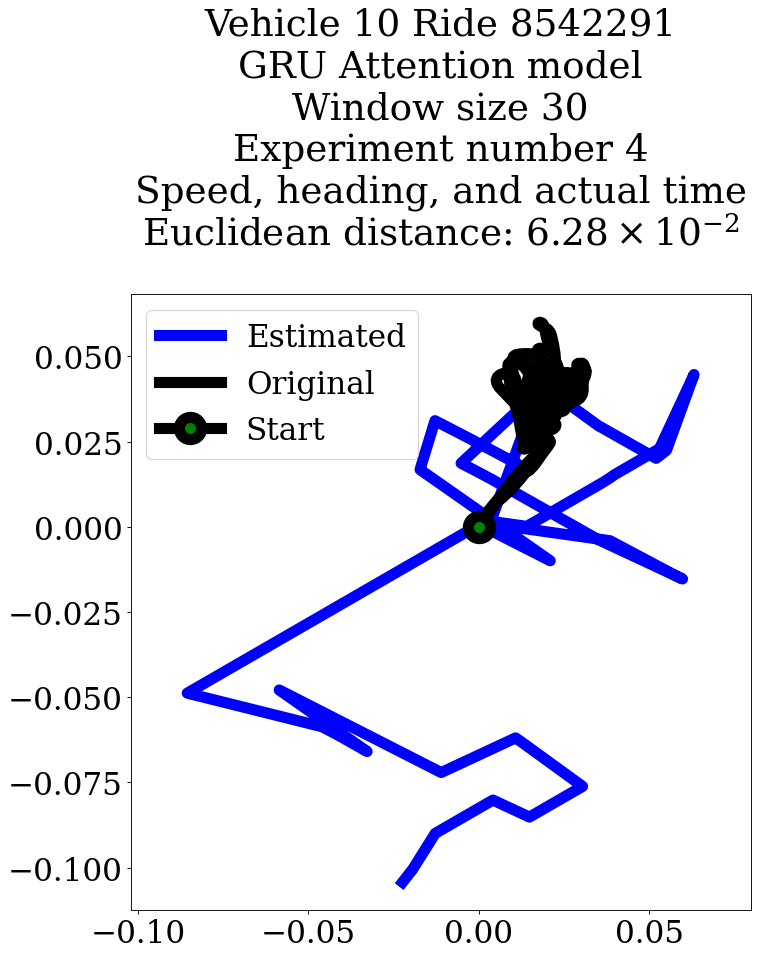 Vehicle 10 Ride 8542291
GRU Attention model
Window size 30
Experiment number 4
Speed, heading, and actual time
Euclidean distance: 6.28 × 10⁻²
Estimated
Original
Start
0.050
0.025
0.000
−0.025
−0.050
−0.075
−0.100
−0.10 −0.05 0.00 0.05